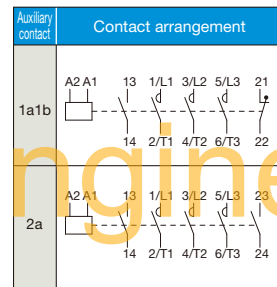 Auxiliary contact
Contact arrangement
1a1b
A2 A1 13 1/L1 3/L2 5/L3 21
14 2/T1 4/T2 6/T3 22
ngine
2a
A2 A1 13 1/L1 3/L2 5/L3 23
14 2/T1 4/T2 6/T3 24